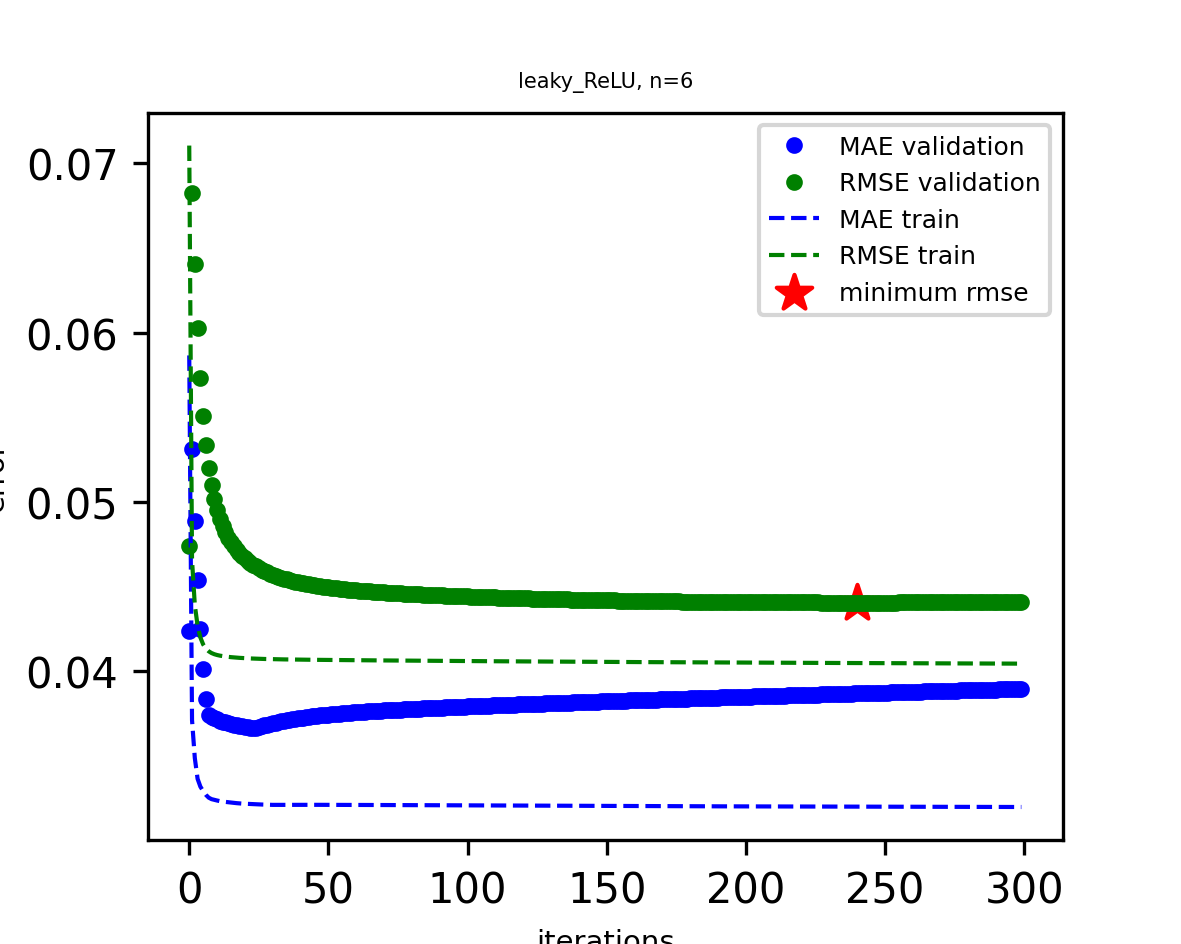 leaky_ReLU, n=6
0.07
0.06
0.05
0.04
MAE validation
RMSE validation
MAE train
RMSE train
minimum rmse
0 50 100 150 200 250 300
iterations